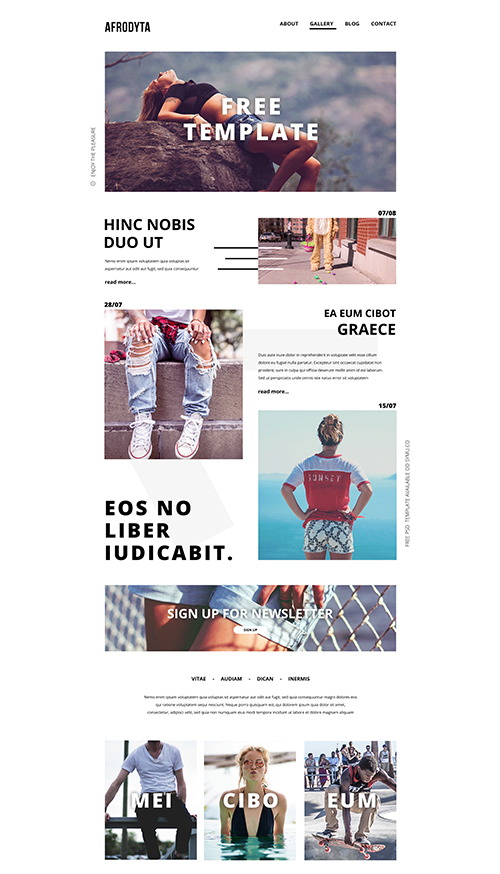 AFRODYTA
ABOUT GALLERY BLOG CONTACT
FREE
TEMPLATE
ENJOY THE PLEASURE
07/08
HINC NOBIS
DUO UT
Nemo enim ipsam voluptatem quia voluptas sit
aspernatur aut odit aut fugit, sed quia consequuntur
read more...
28/07
EA EUM CIBOT
GRAECE
Duis aute irure dolor in reprehenderit in voluptate velit esse cillum
dolore eu fugiat nulla pariatur. Excepteur sint occaecat cupidatat non
proident, sunt in culpa qui officia deserunt mollit anim id est laborum.
Sed ut perspiciatis unde omnis iste natus error sit voluptatem
read more...
15/07
SUNSET
FREE PSD TEMPLATE AVAILABLE OD SYVIU.CO
EOS NO
LIBER
IUDICABIT.
SIGN UP FOR NEWSLETTER
SIGN UP
VITAE - AUDIAM - DICAN - INERMIS
Nemo enim ipsam voluptatem quia voluptas sit aspernatur aut odit aut fugit, sed quia consequuntur magni dolores eos
qui ratione voluptatem sequi nesciunt. Neque porro quisquam est, qui dolorem ipsum quia dolor sit amet,
consectetur, adipisci velit, sed quia non numquam eius modi tempora incidunt ut labore et dolore magnam aliquam
MEI
CIBO
EUM